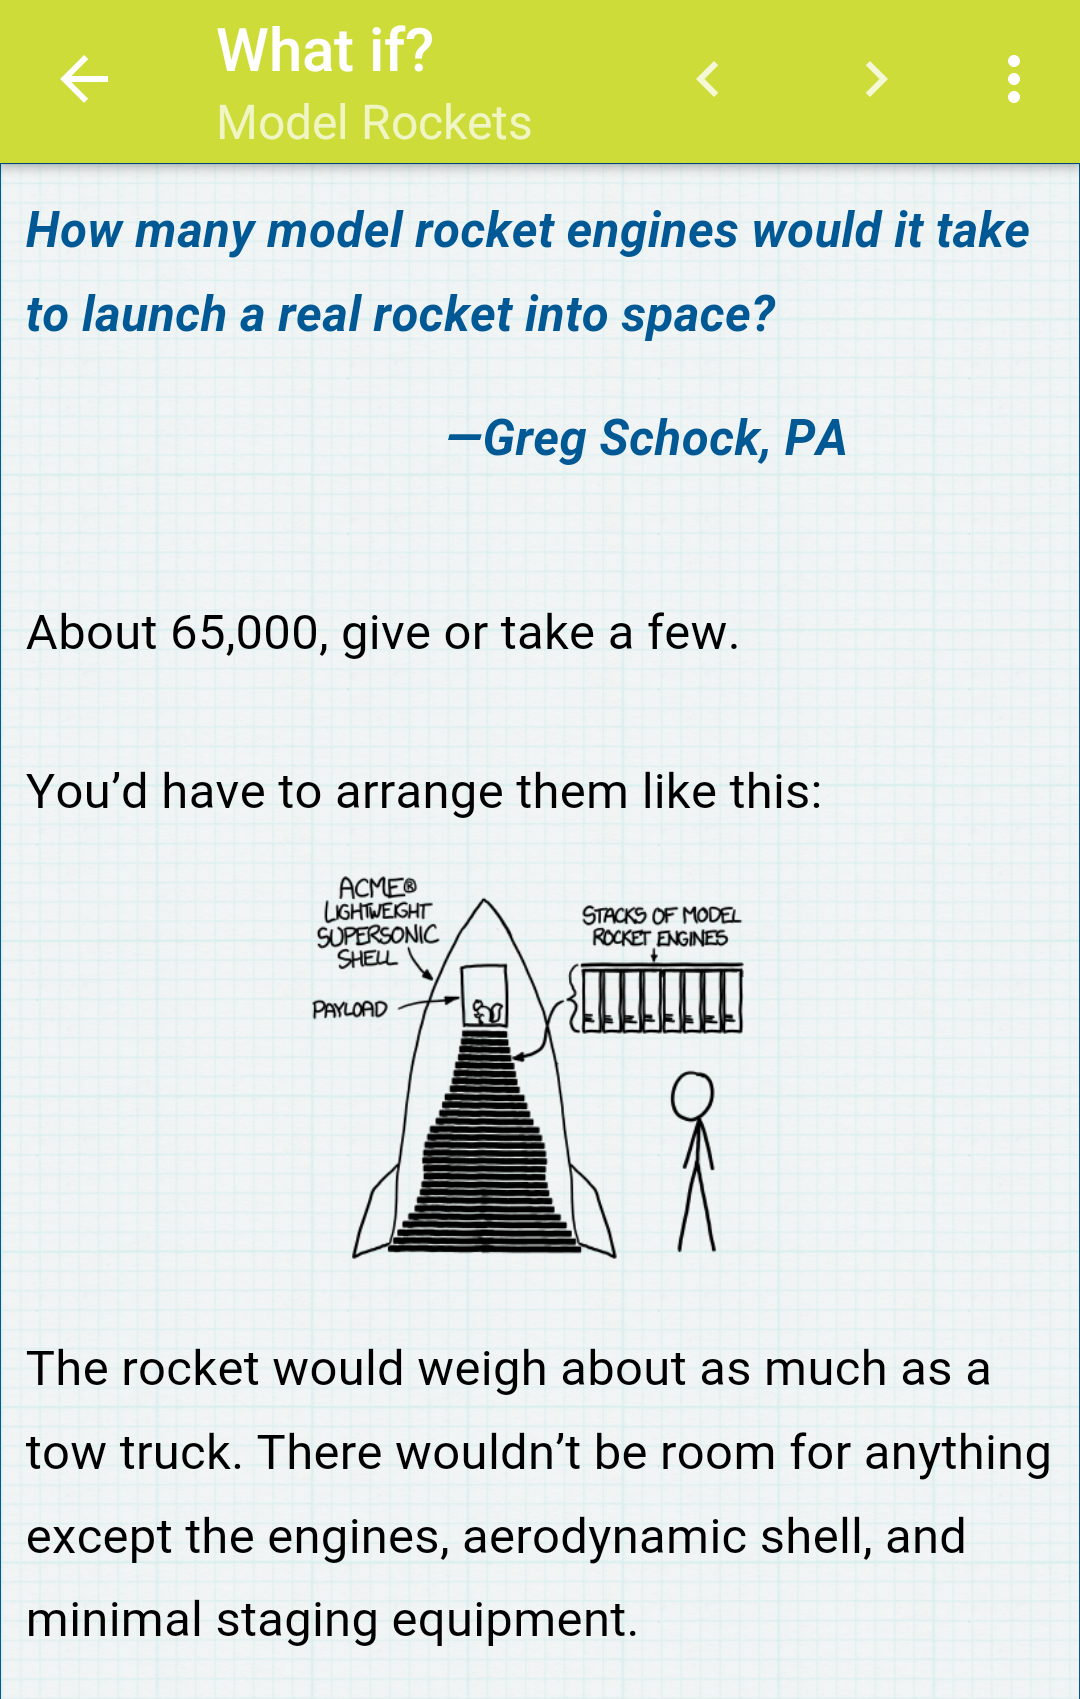 What if?
Model Rockets
How many model rocket engines would it take
to launch a real rocket into space?
—Greg Schock, PA
About 65,000, give or take a few.
You’d have to arrange them like this:
ACME®
LIGHTWEIGHT
SUPERSONIC
SHELL
PAYLOAD
STACKS OF MODEL
ROCKET ENGINES
The rocket would weigh about as much as a
tow truck. There wouldn’t be room for anything
except the engines, aerodynamic shell, and
minimal staging equipment.